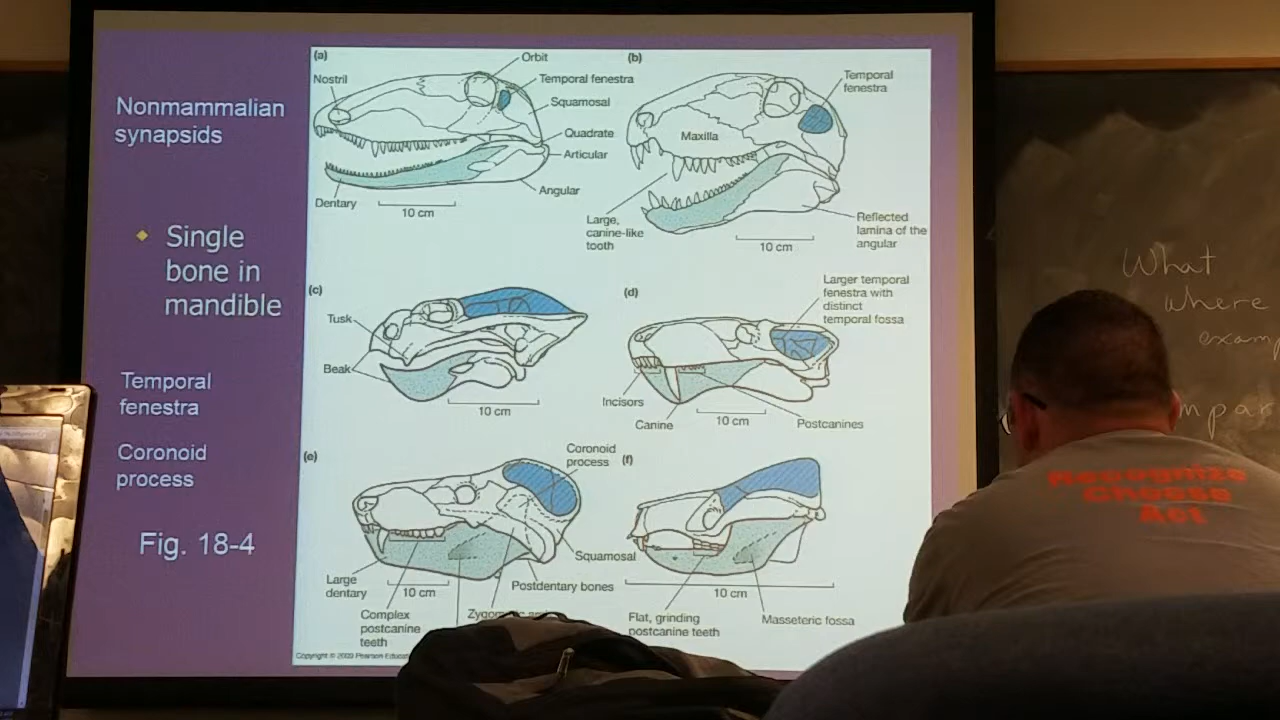 Nonmammalian
synapsids
Single
bone in
mandible
Temporal
fenestra
Coronoid
process
Fig. 18-4
(a)
Nostril
Orbit
Temporal fenestra
Squamosal
Quadrate
Articular
Angular
Dentary
10 cm
(b)
Temporal
fenestra
Maxilla
Large,
canine-like
tooth
10 cm
Reflected
lamina of the
angular
(c)
Tusk
Beak
10 cm
(d)
Larger temporal
fenestra with
distinct
temporal fossa
Incisors
Canine
10 cm
Postcanines
(e)
Coronoid
process
Squamosal
Postdentary bones
Large
dentary
10 cm
Complex
postcanine
teeth
(f)
10 cm
Flat, grinding
postcanine teeth
Masseteric fossa
Copyright © 2009 Pearson
What
where
Recognize
Choose
Act